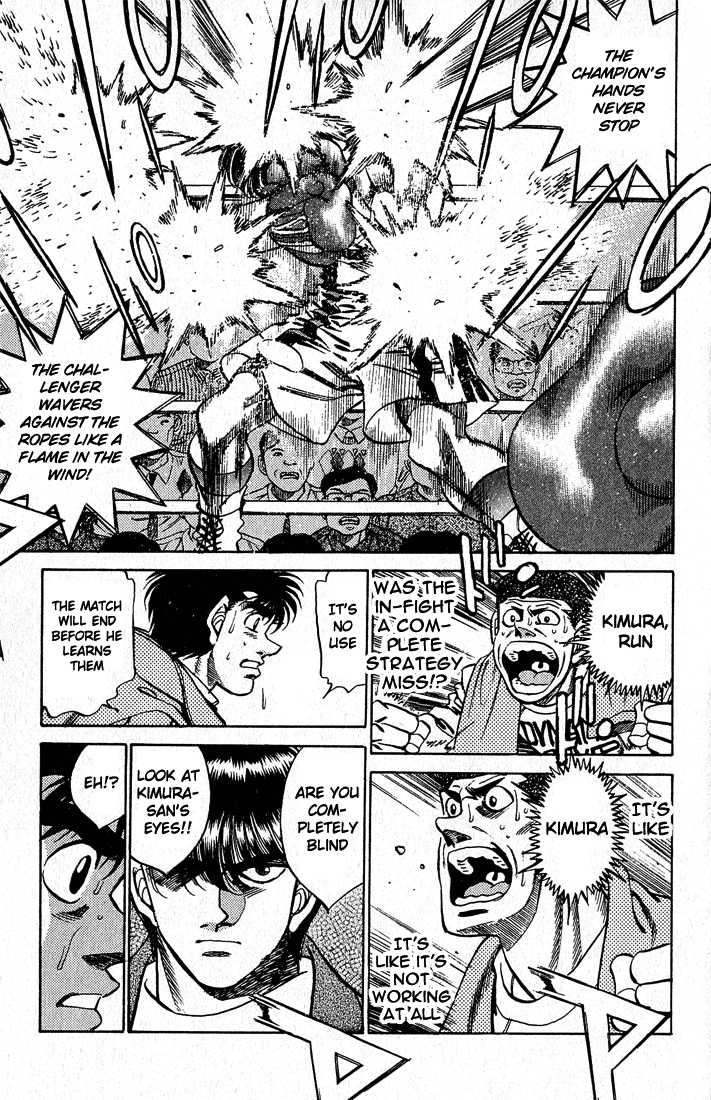 THE
CHAMPION'S
HANDS
NEVER
STOP
THE CHAL-
LENGER
WAVERS
AGAINST THE
ROPES LIKE A
FLAME IN THE
WIND!
KIMURA,
RUN
WAS THE
IN-FIGHT
A COM-
PLETE
STRATEGY
MISS!?
IT'S
NO
USE
THE MATCH
WILL END
BEFORE HE
LEARNS
THEM
IT'S
LIKE
KIMURA
IT'S
LIKE IT'S
NOT
WORKING
AT ALL
ARE YOU
COM-
PLETELY
BLIND
LOOK AT
KIMURA-
SAN'S
EYES!!
EH!?